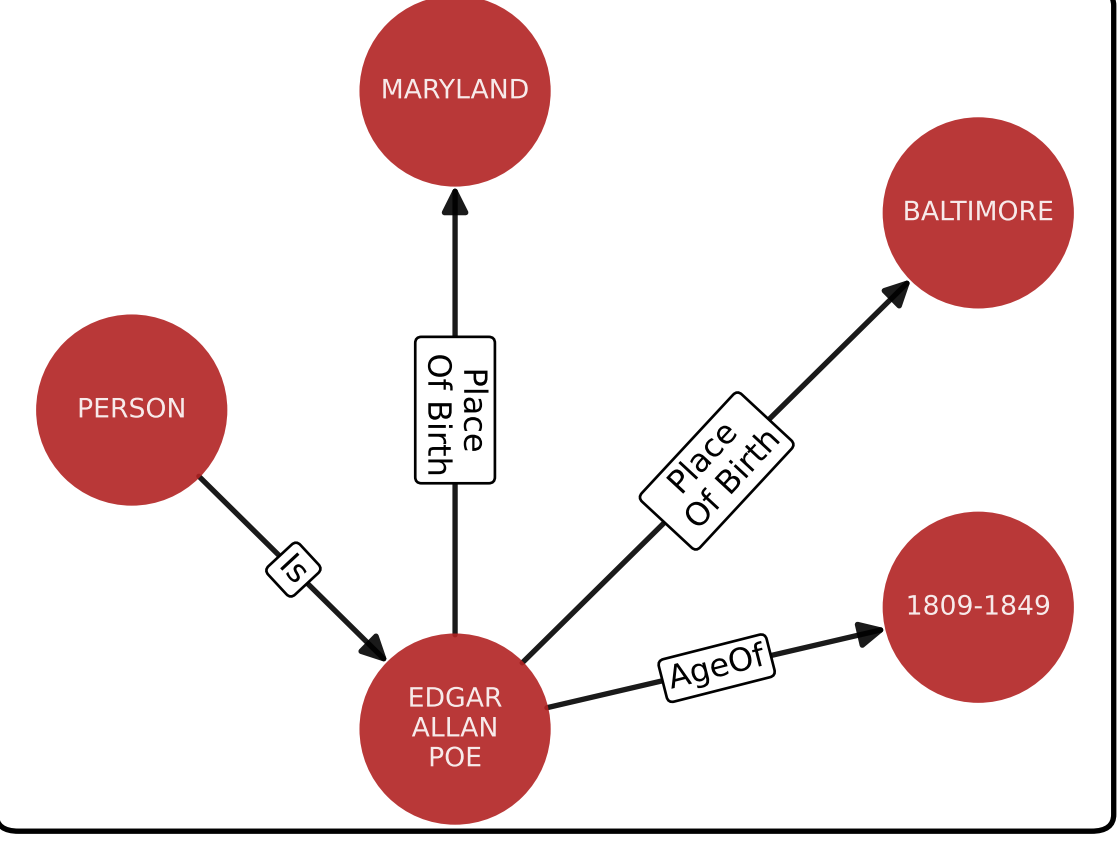 MARYLAND
BALTIMORE
Place
Of Birth
PERSON
Place
Of Birth
Is
1809-1849
AgeOf
EDGAR
ALLAN
POE